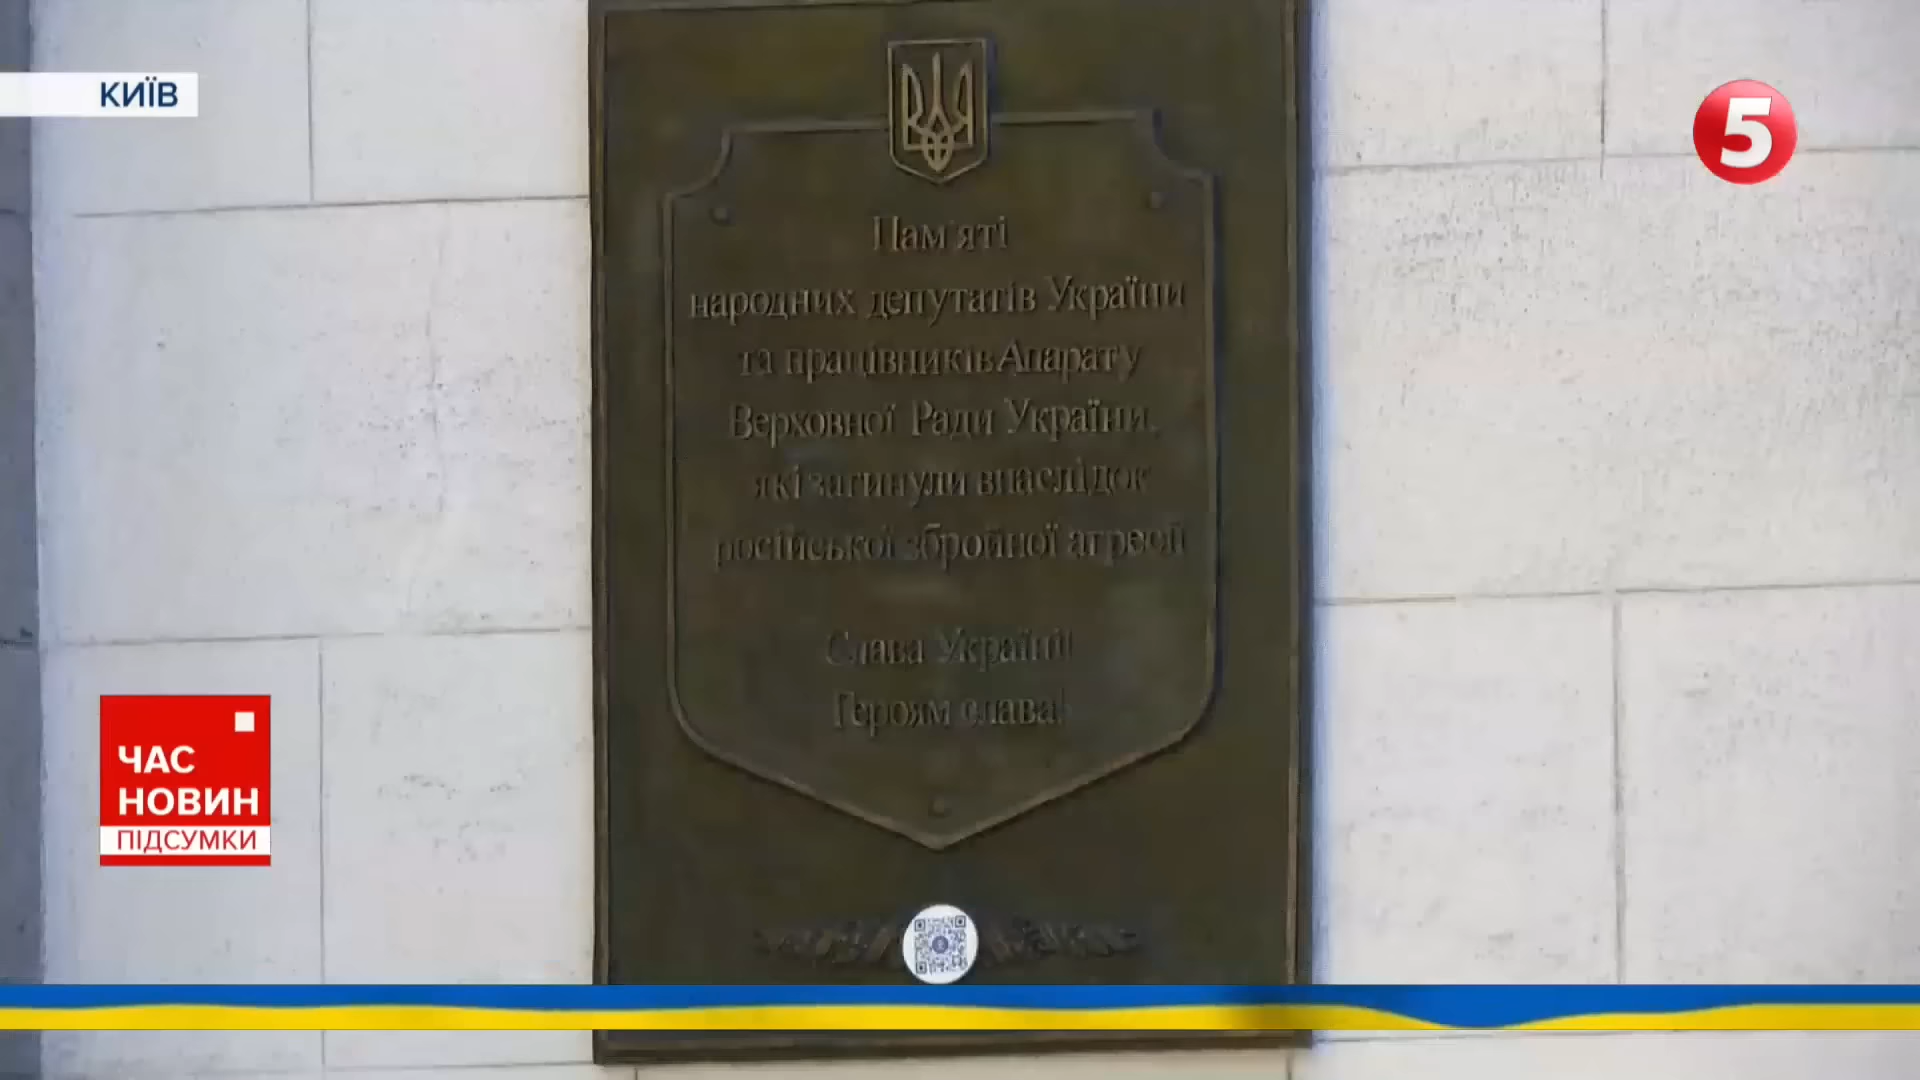 КИЇВ
5
Пам'яті
народних депутатів України
та працівників Апарату
Верховної Ради України,
які загинули внаслідок
російської збройної агресії
Слава Україні!
Героям слава!
ЧАС
НОВИН
ПІДСУМКИ